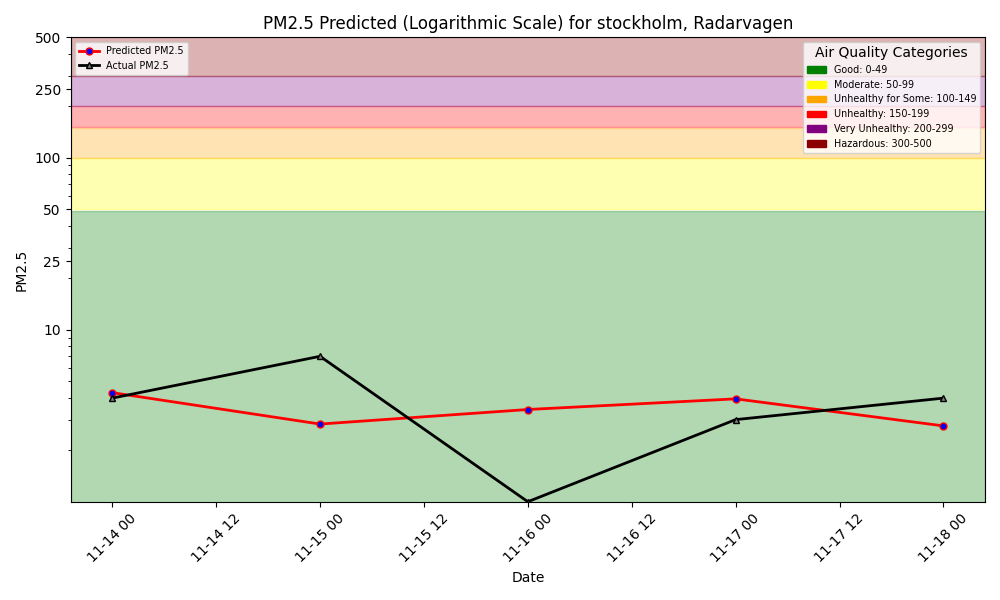 PM2.5 Predicted (Logarithmic Scale) for stockholm, Radarvagen
Predicted PM2.5
Actual PM2.5
Air Quality Categories
Good: 0-49
Moderate: 50-99
Unhealthy for Some: 100-149
Unhealthy: 150-199
Very Unhealthy: 200-299
Hazardous: 300-500
500
250
100
50
25
10
PM2.5
11-14 00
11-14 12
11-15 00
11-15 12
11-16 00
11-16 12
11-17 00
11-17 12
11-18 00
Date